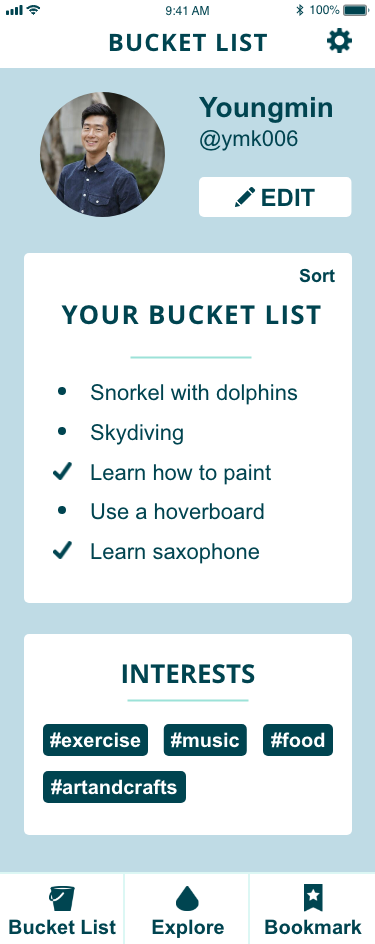 9:41 AM 100%
BUCKET LIST
Youngmin
@ymk006
EDIT
Sort
YOUR BUCKET LIST
Snorkel with dolphins
Skydiving
Learn how to paint
Use a hoverboard
Learn saxophone
INTERESTS
#exercise #music #food
#artandcrafts
Bucket List Explore Bookmark